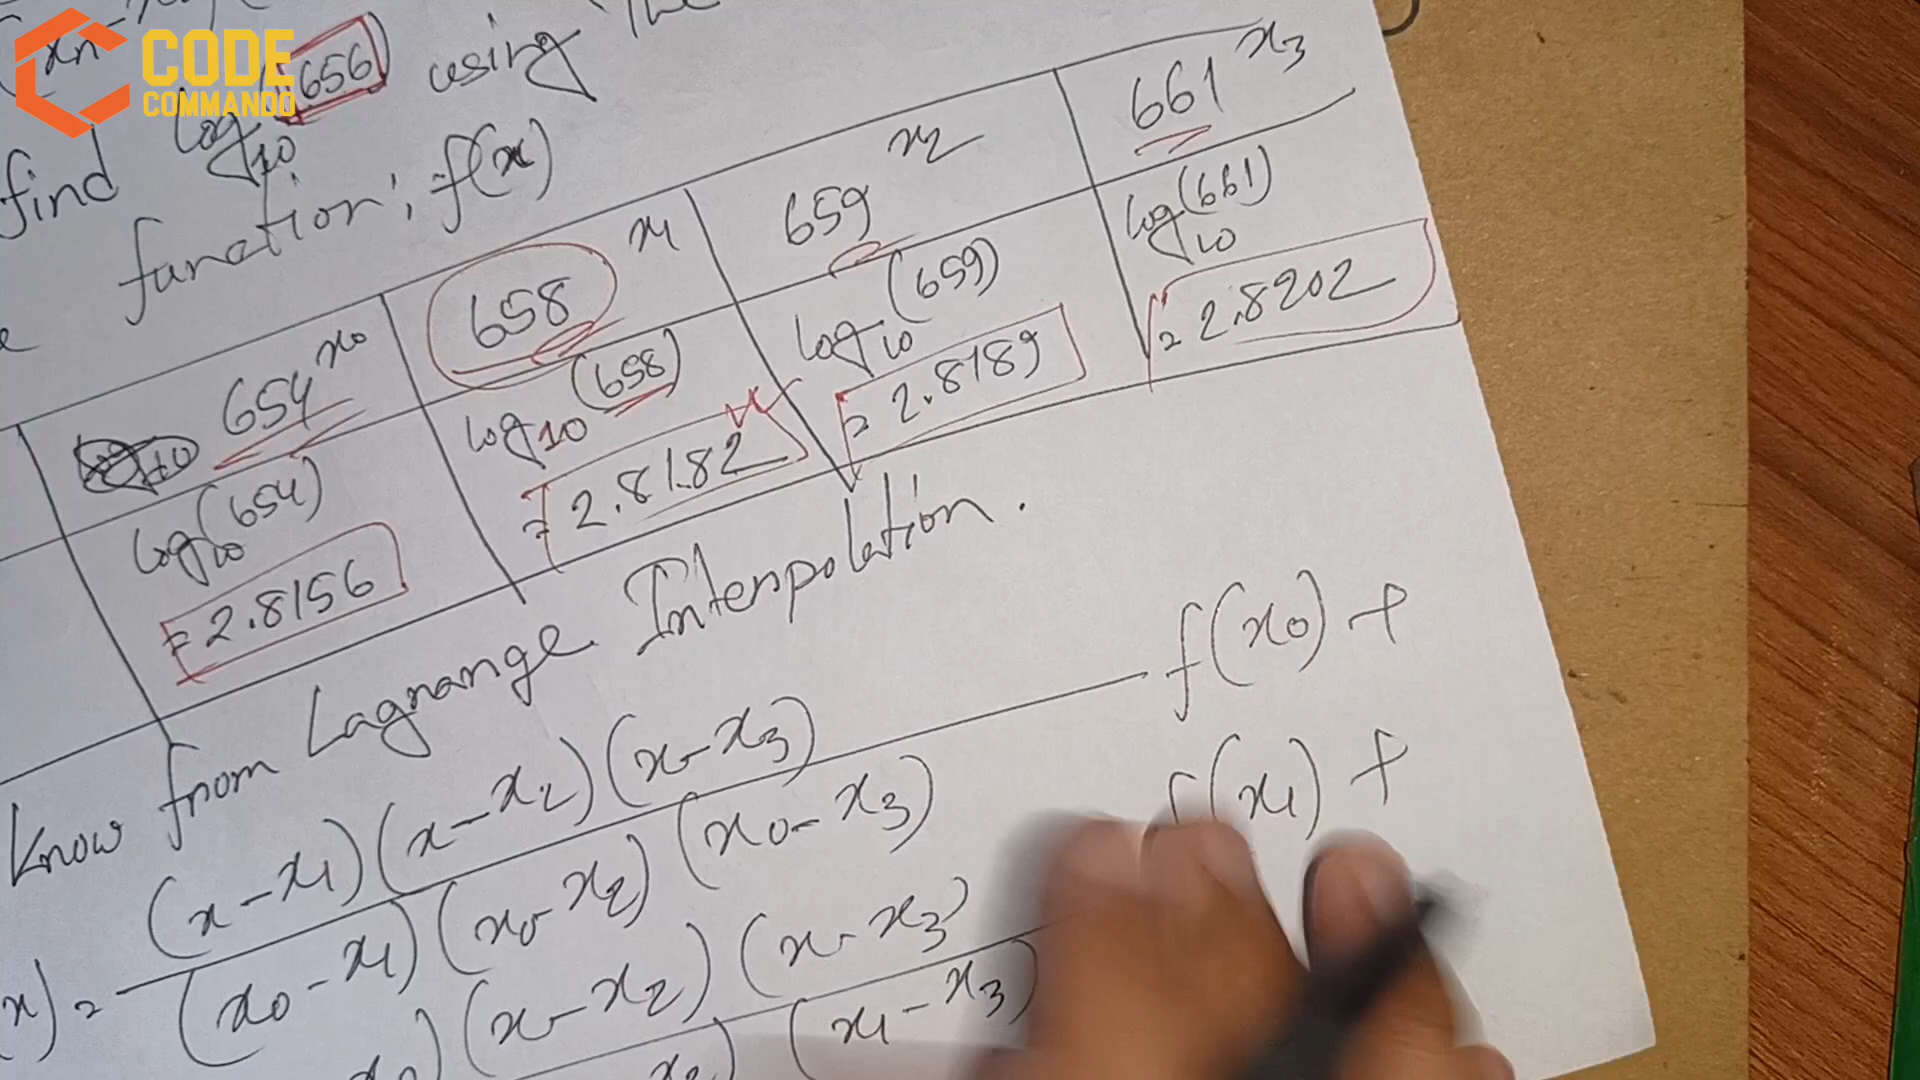 CODE
COMMANDO
find log10(656) using the
function; f(x)
654 x0
658 x1
659 x2
661 x3
log10(654)
= 2.8156
log10(658)
= 2.8182
log10(659)
= 2.8189
log10(661)
= 2.8202
know from Lagrange Interpolation.
(x-x1)(x-x2)(x-x3)
f(x0) +
x) = (x0-x1)(x0-x2)(x0-x3)
(x-x2)(x-x3)
f(x1) +
(x1-x3)